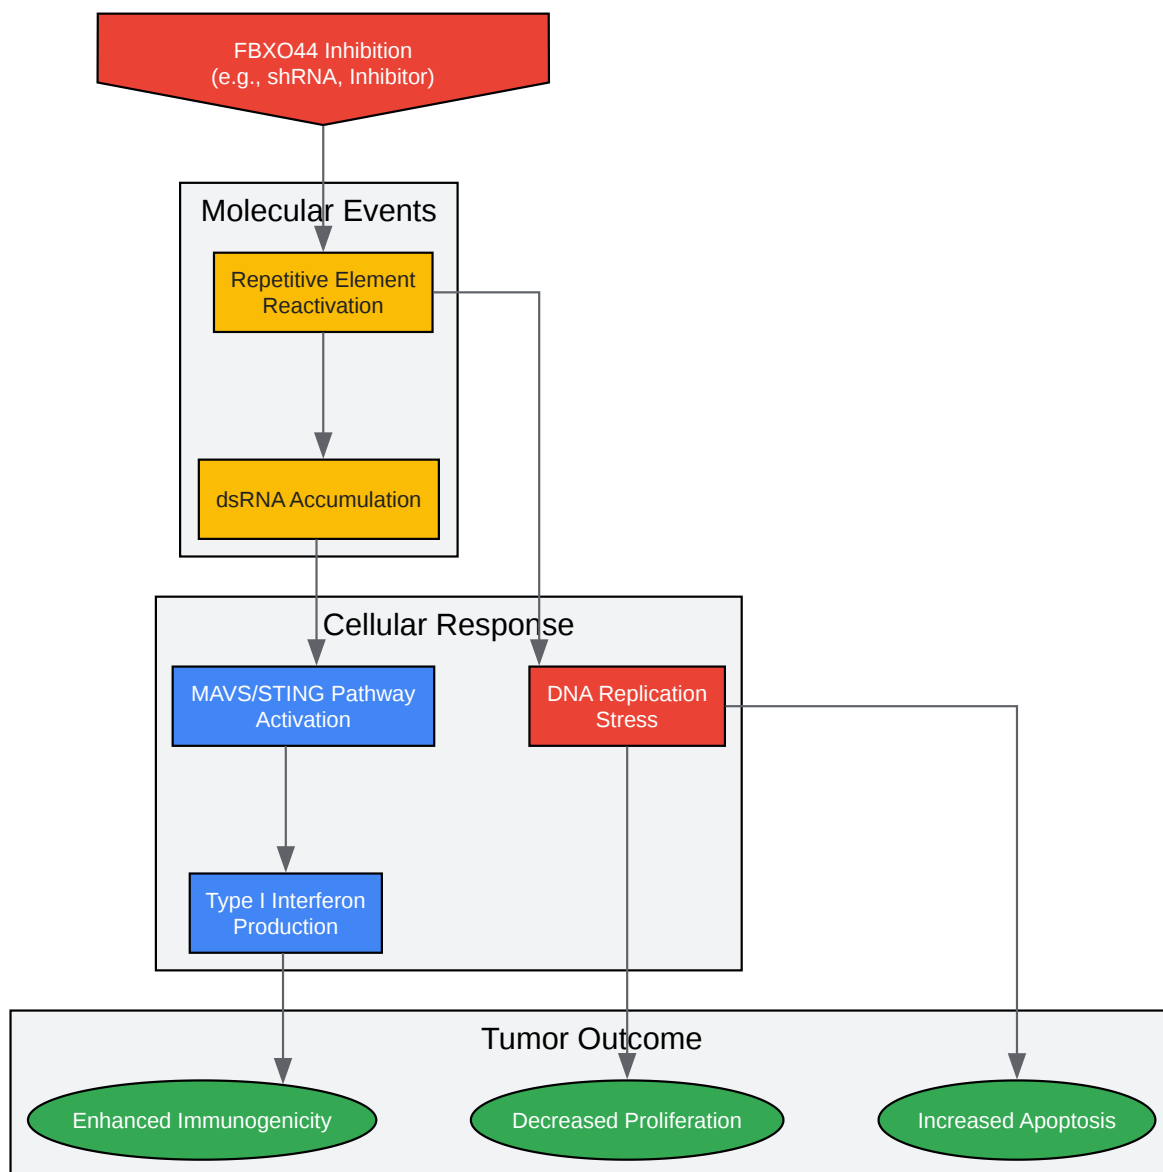 FBXO44 Inhibition
(e.g., shRNA, Inhibitor)
Molecular Events
Repetitive Element
Reactivation
dsRNA Accumulation
Cellular Response
MAVS/STING Pathway
Activation
DNA Replication
Stress
Type I Interferon
Production
Tumor Outcome
Enhanced Immunogenicity
Decreased Proliferation
Increased Apoptosis